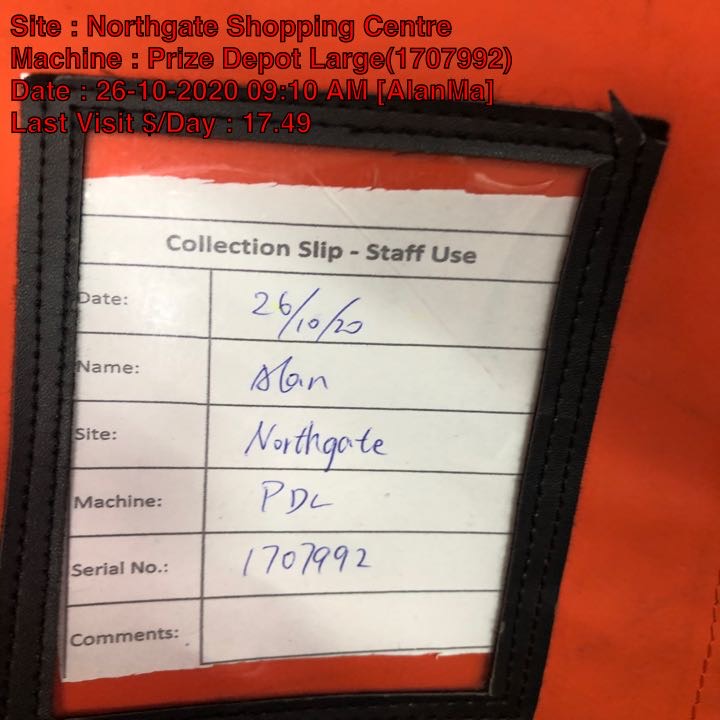 Site : Northgate Shopping Centre
Machine : Prize Depot Large(1707992)
Date : 26-10-2020 09:10 AM [AlanMa]
Last Visit $/Day : 17.49
Collection Slip - Staff Use
Date: 26/10/20
Name: Alan
Site: Northgate
Machine: PDL
Serial No.: 1707992
Comments: